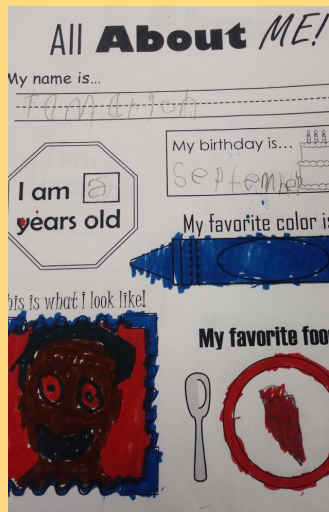 All About ME!
My name is...
My birthday is...
September
I am
years old
My favorite color is
his is what I look like!
My favorite foo